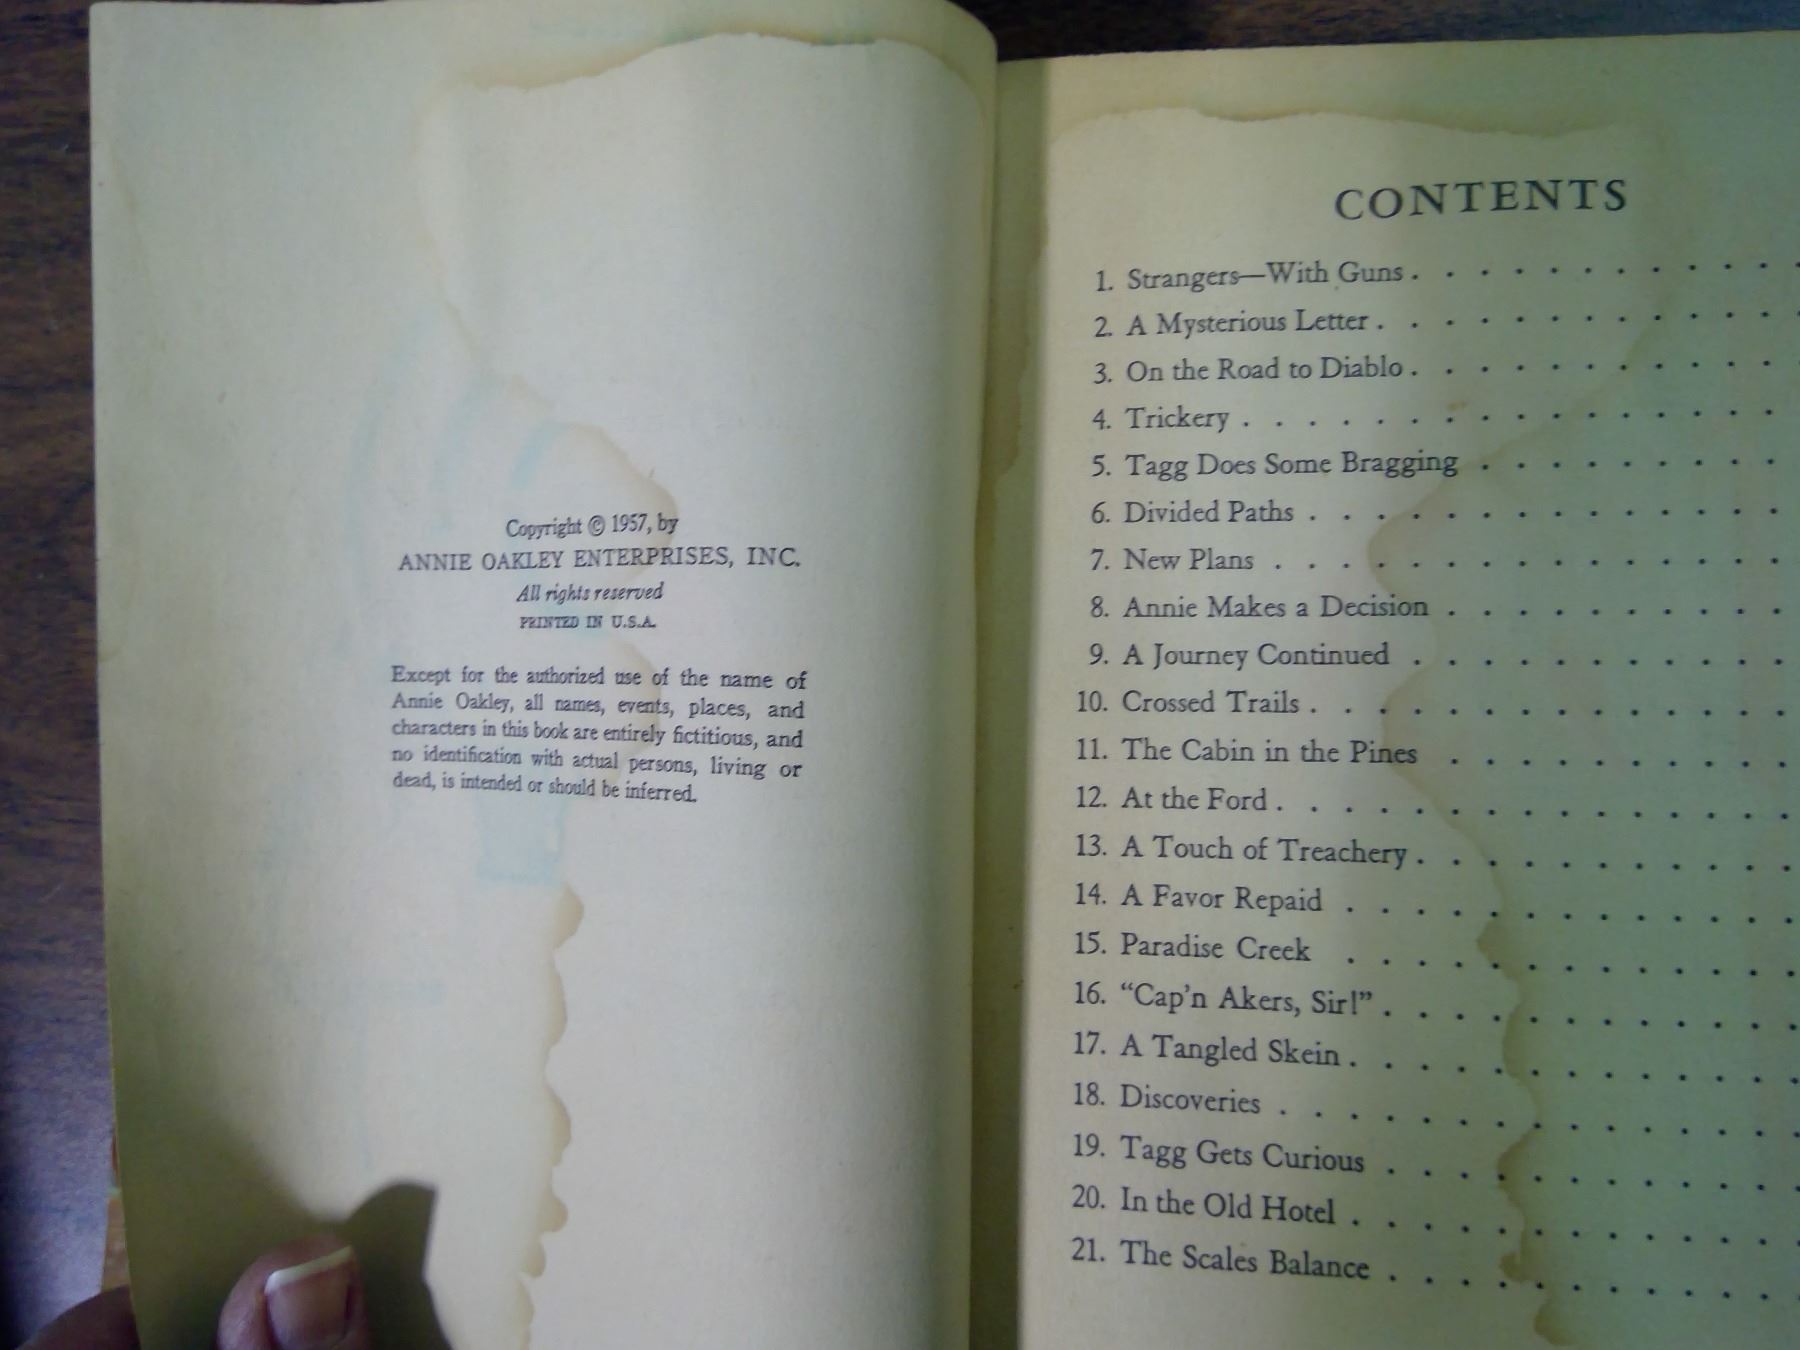 Copyright © 1957, by
ANNIE OAKLEY ENTERPRISES, INC.
All rights reserved
PRINTED IN U.S.A.
Except for the authorized use of the name of
Annie Oakley, all names, events, places, and
characters in this book are entirely fictitious, and
no identification with actual persons, living or
dead, is intended or should be inferred.
CONTENTS
1. Strangers—With Guns . . . . . . . . . . . .
2. A Mysterious Letter . . . . . . . . . . . . .
3. On the Road to Diablo . . . . . . . . . . . .
4. Trickery . . . . . . . . . . . . . . . . .
5. Tagg Does Some Bragging . . . . . . . . .
6. Divided Paths . . . . . . . . . . . . . .
7. New Plans . . . . . . . . . . . . . . .
8. Annie Makes a Decision . . . . . . . . . .
9. A Journey Continued . . . . . . . . . . .
10. Crossed Trails . . . . . . . . . . . . . .
11. The Cabin in the Pines . . . . . . . . . .
12. At the Ford . . . . . . . . . . . . . . .
13. A Touch of Treachery . . . . . . . . . . .
14. A Favor Repaid . . . . . . . . . . . . .
15. Paradise Creek . . . . . . . . . . . . .
16. “Cap’n Akers, Sir!” . . . . . . . . . . . .
17. A Tangled Skein . . . . . . . . . . . . .
18. Discoveries . . . . . . . . . . . . . . .
19. Tagg Gets Curious . . . . . . . . . . . .
20. In the Old Hotel . . . . . . . . . . . . .
21. The Scales Balance . . . . . . . . . . . .